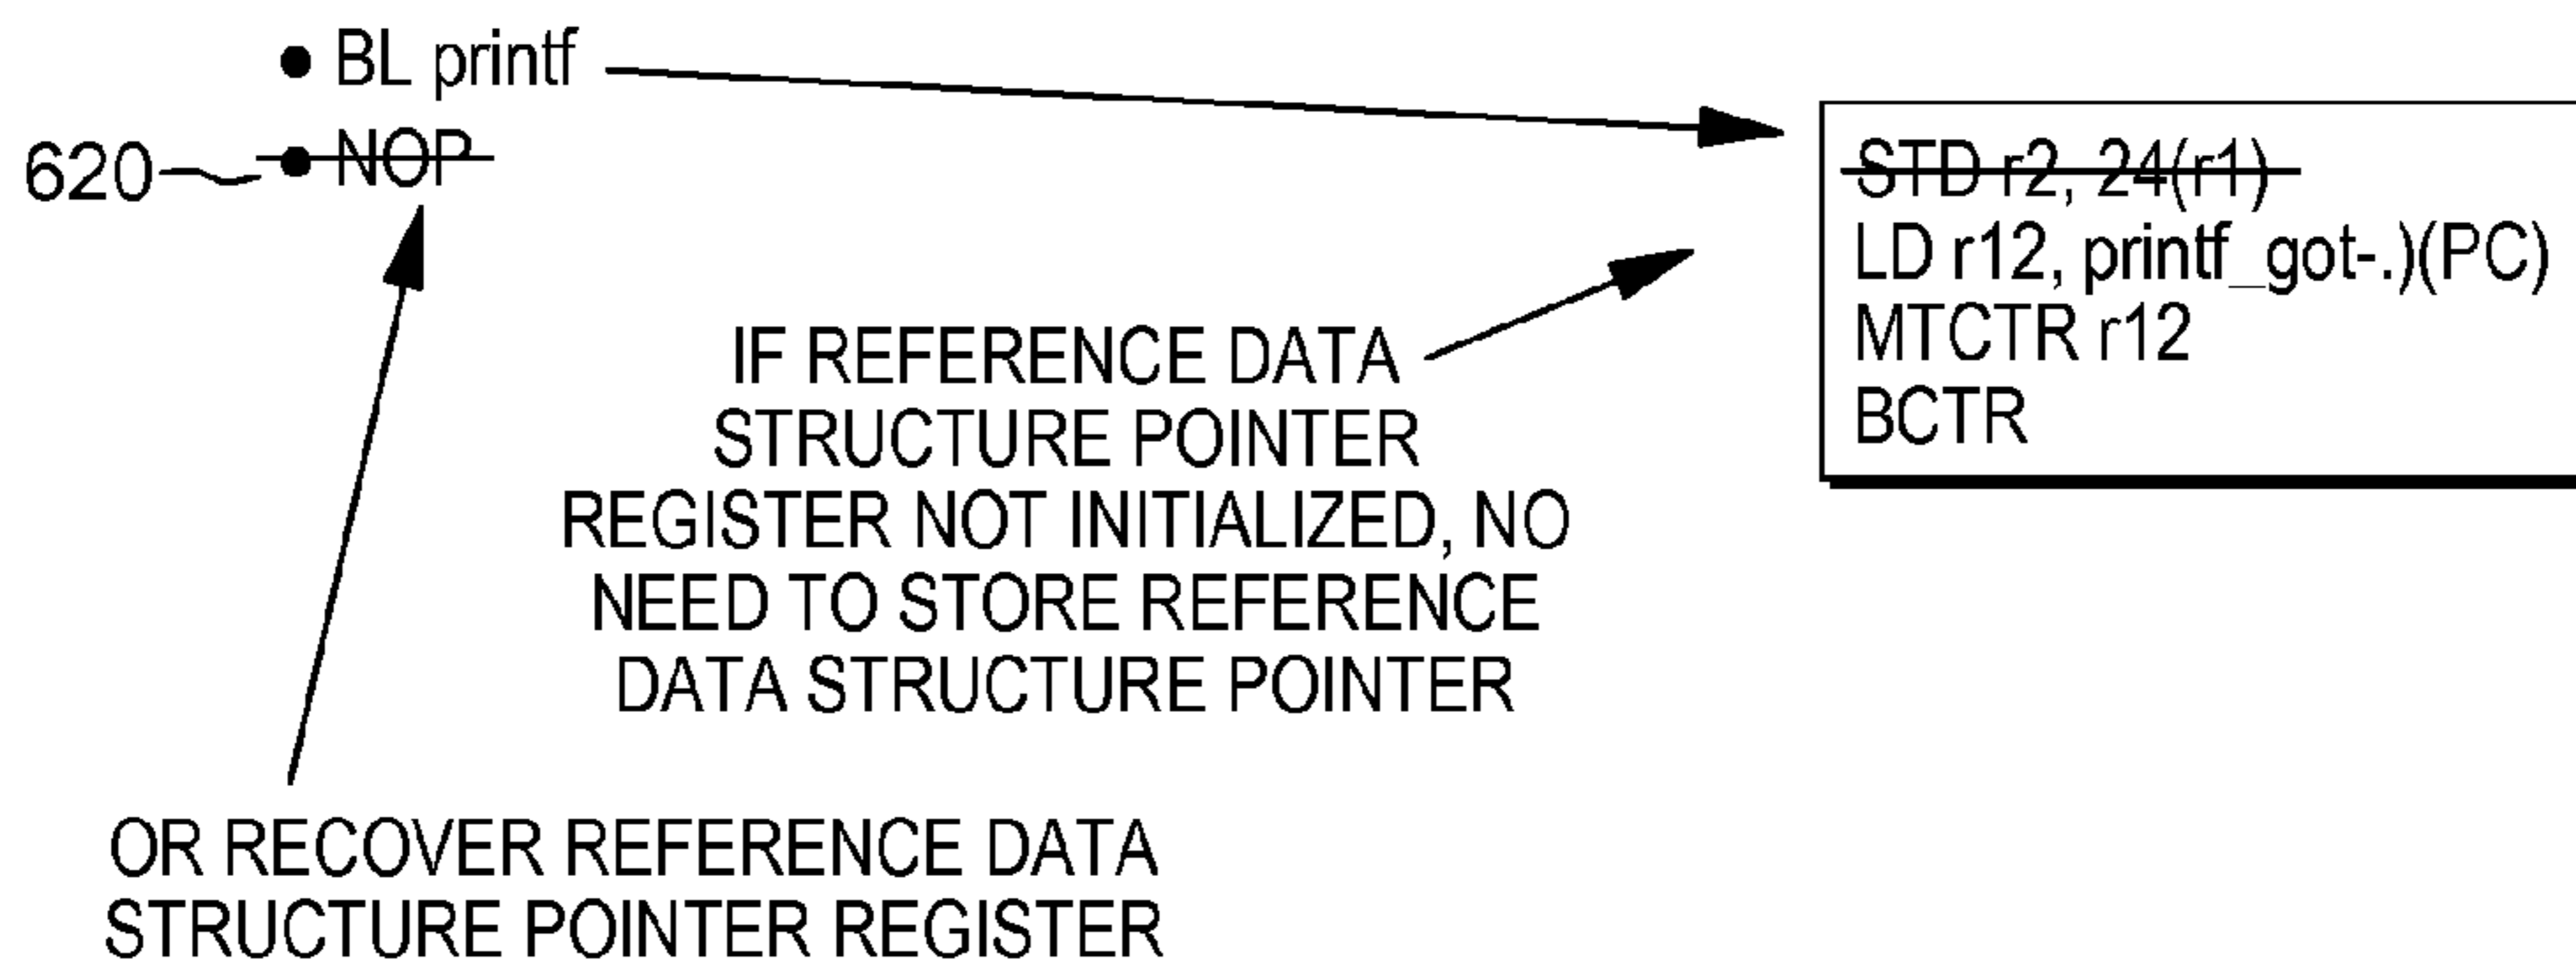 • BL printf
620 • NOP
STD r2, 24(r1)
LD r12, printf_got-.)(PC)
MTCTR r12
BCTR
IF REFERENCE DATA
STRUCTURE POINTER
REGISTER NOT INITIALIZED, NO
NEED TO STORE REFERENCE
DATA STRUCTURE POINTER
OR RECOVER REFERENCE DATA
STRUCTURE POINTER REGISTER